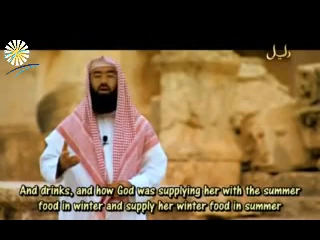 دليل
And drinks, and how God was supplying her with the summer
food in winter and supply her winter food in summer